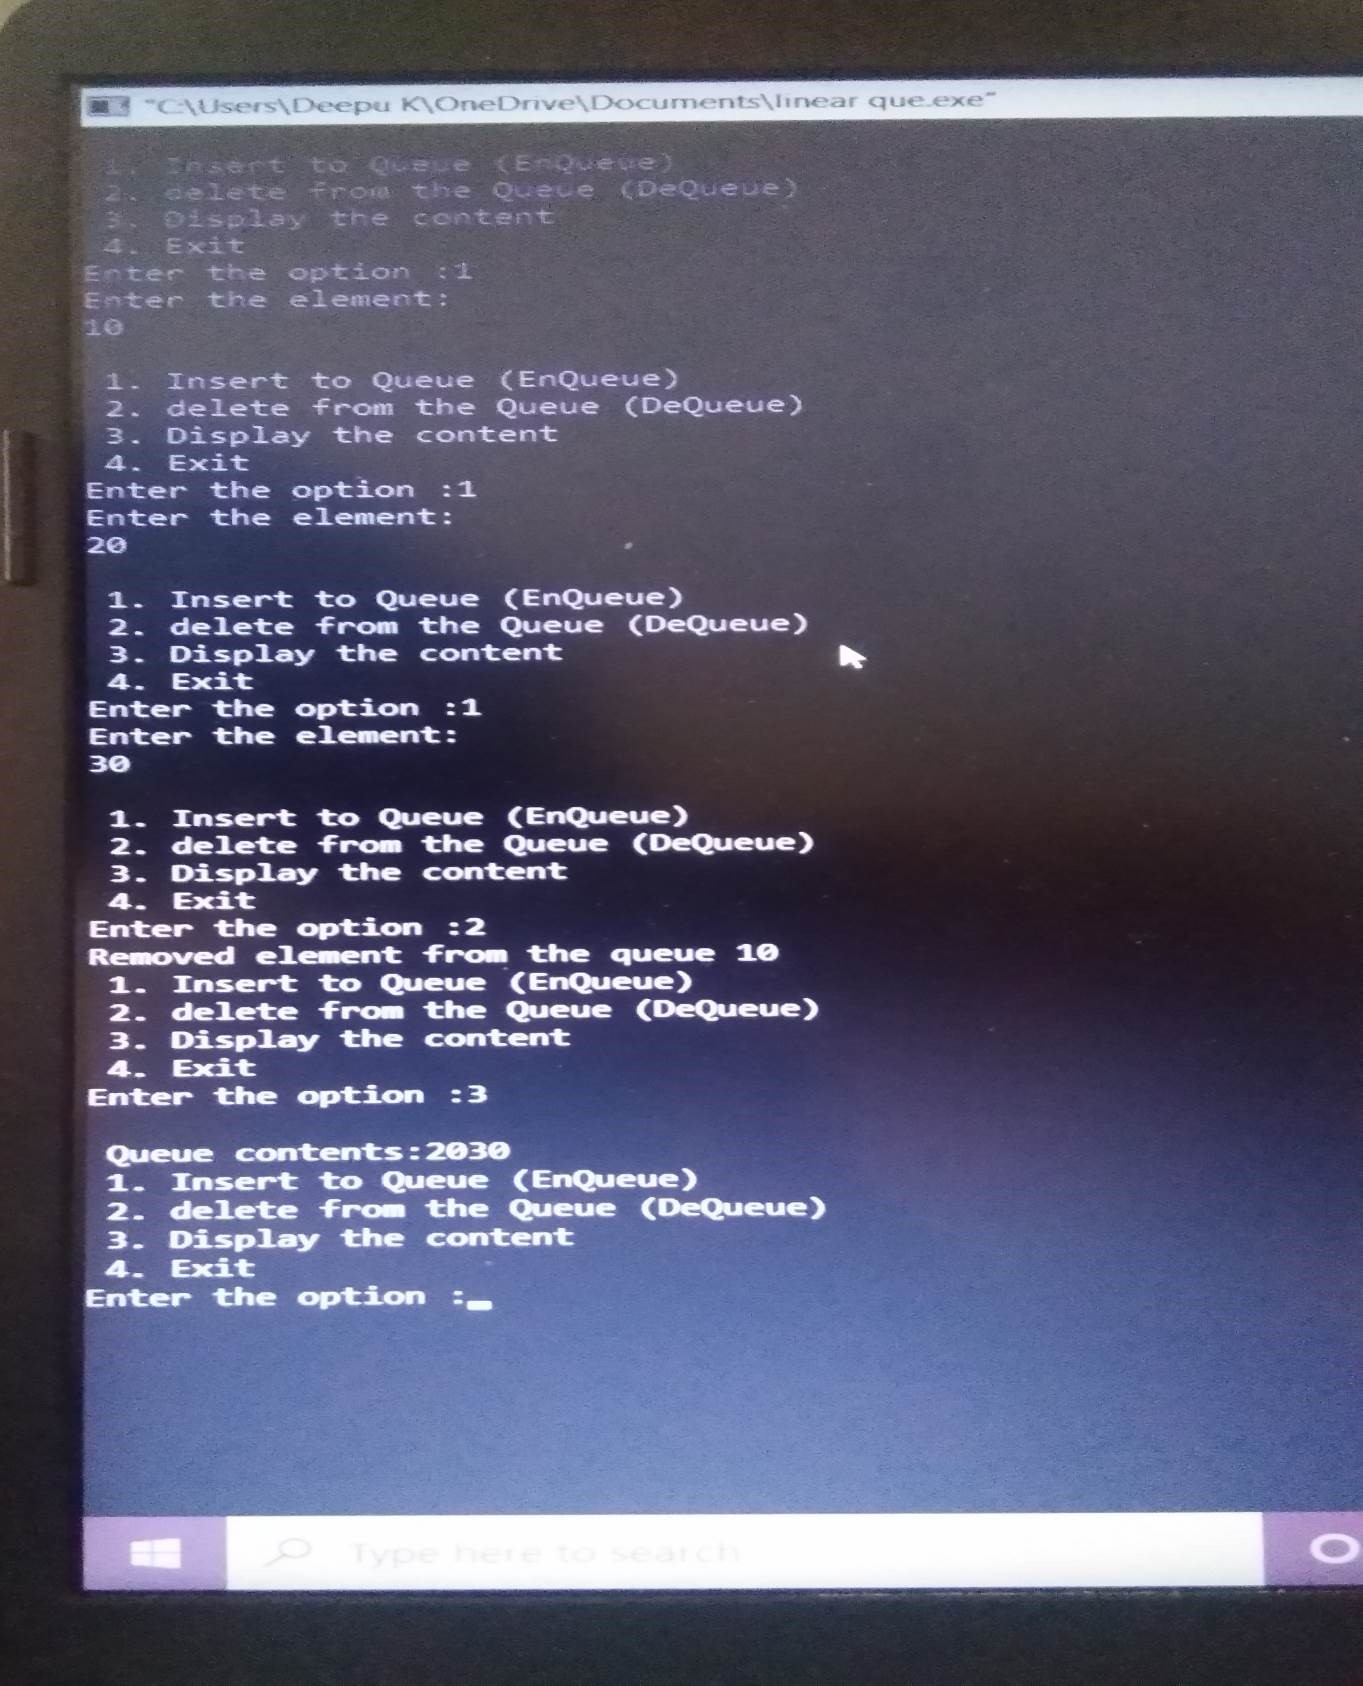 "C:\Users\Deepu K\OneDrive\Documents\linear que.exe"
1. Insert to Queue (EnQueue)
2. delete from the Queue (DeQueue)
3. Display the content
4. Exit
Enter the option :1
Enter the element:
10
1. Insert to Queue (EnQueue)
2. delete from the Queue (DeQueue)
3. Display the content
4. Exit
Enter the option :1
Enter the element:
20
1. Insert to Queue (EnQueue)
2. delete from the Queue (DeQueue)
3. Display the content
4. Exit
Enter the option :1
Enter the element:
30
1. Insert to Queue (EnQueue)
2. delete from the Queue (DeQueue)
3. Display the content
4. Exit
Enter the option :2
Removed element from the queue 10
1. Insert to Queue (EnQueue)
2. delete from the Queue (DeQueue)
3. Display the content
4. Exit
Enter the option :3
Queue contents:2030
1. Insert to Queue (EnQueue)
2. delete from the Queue (DeQueue)
3. Display the content
4. Exit
Enter the option :
Type here to search